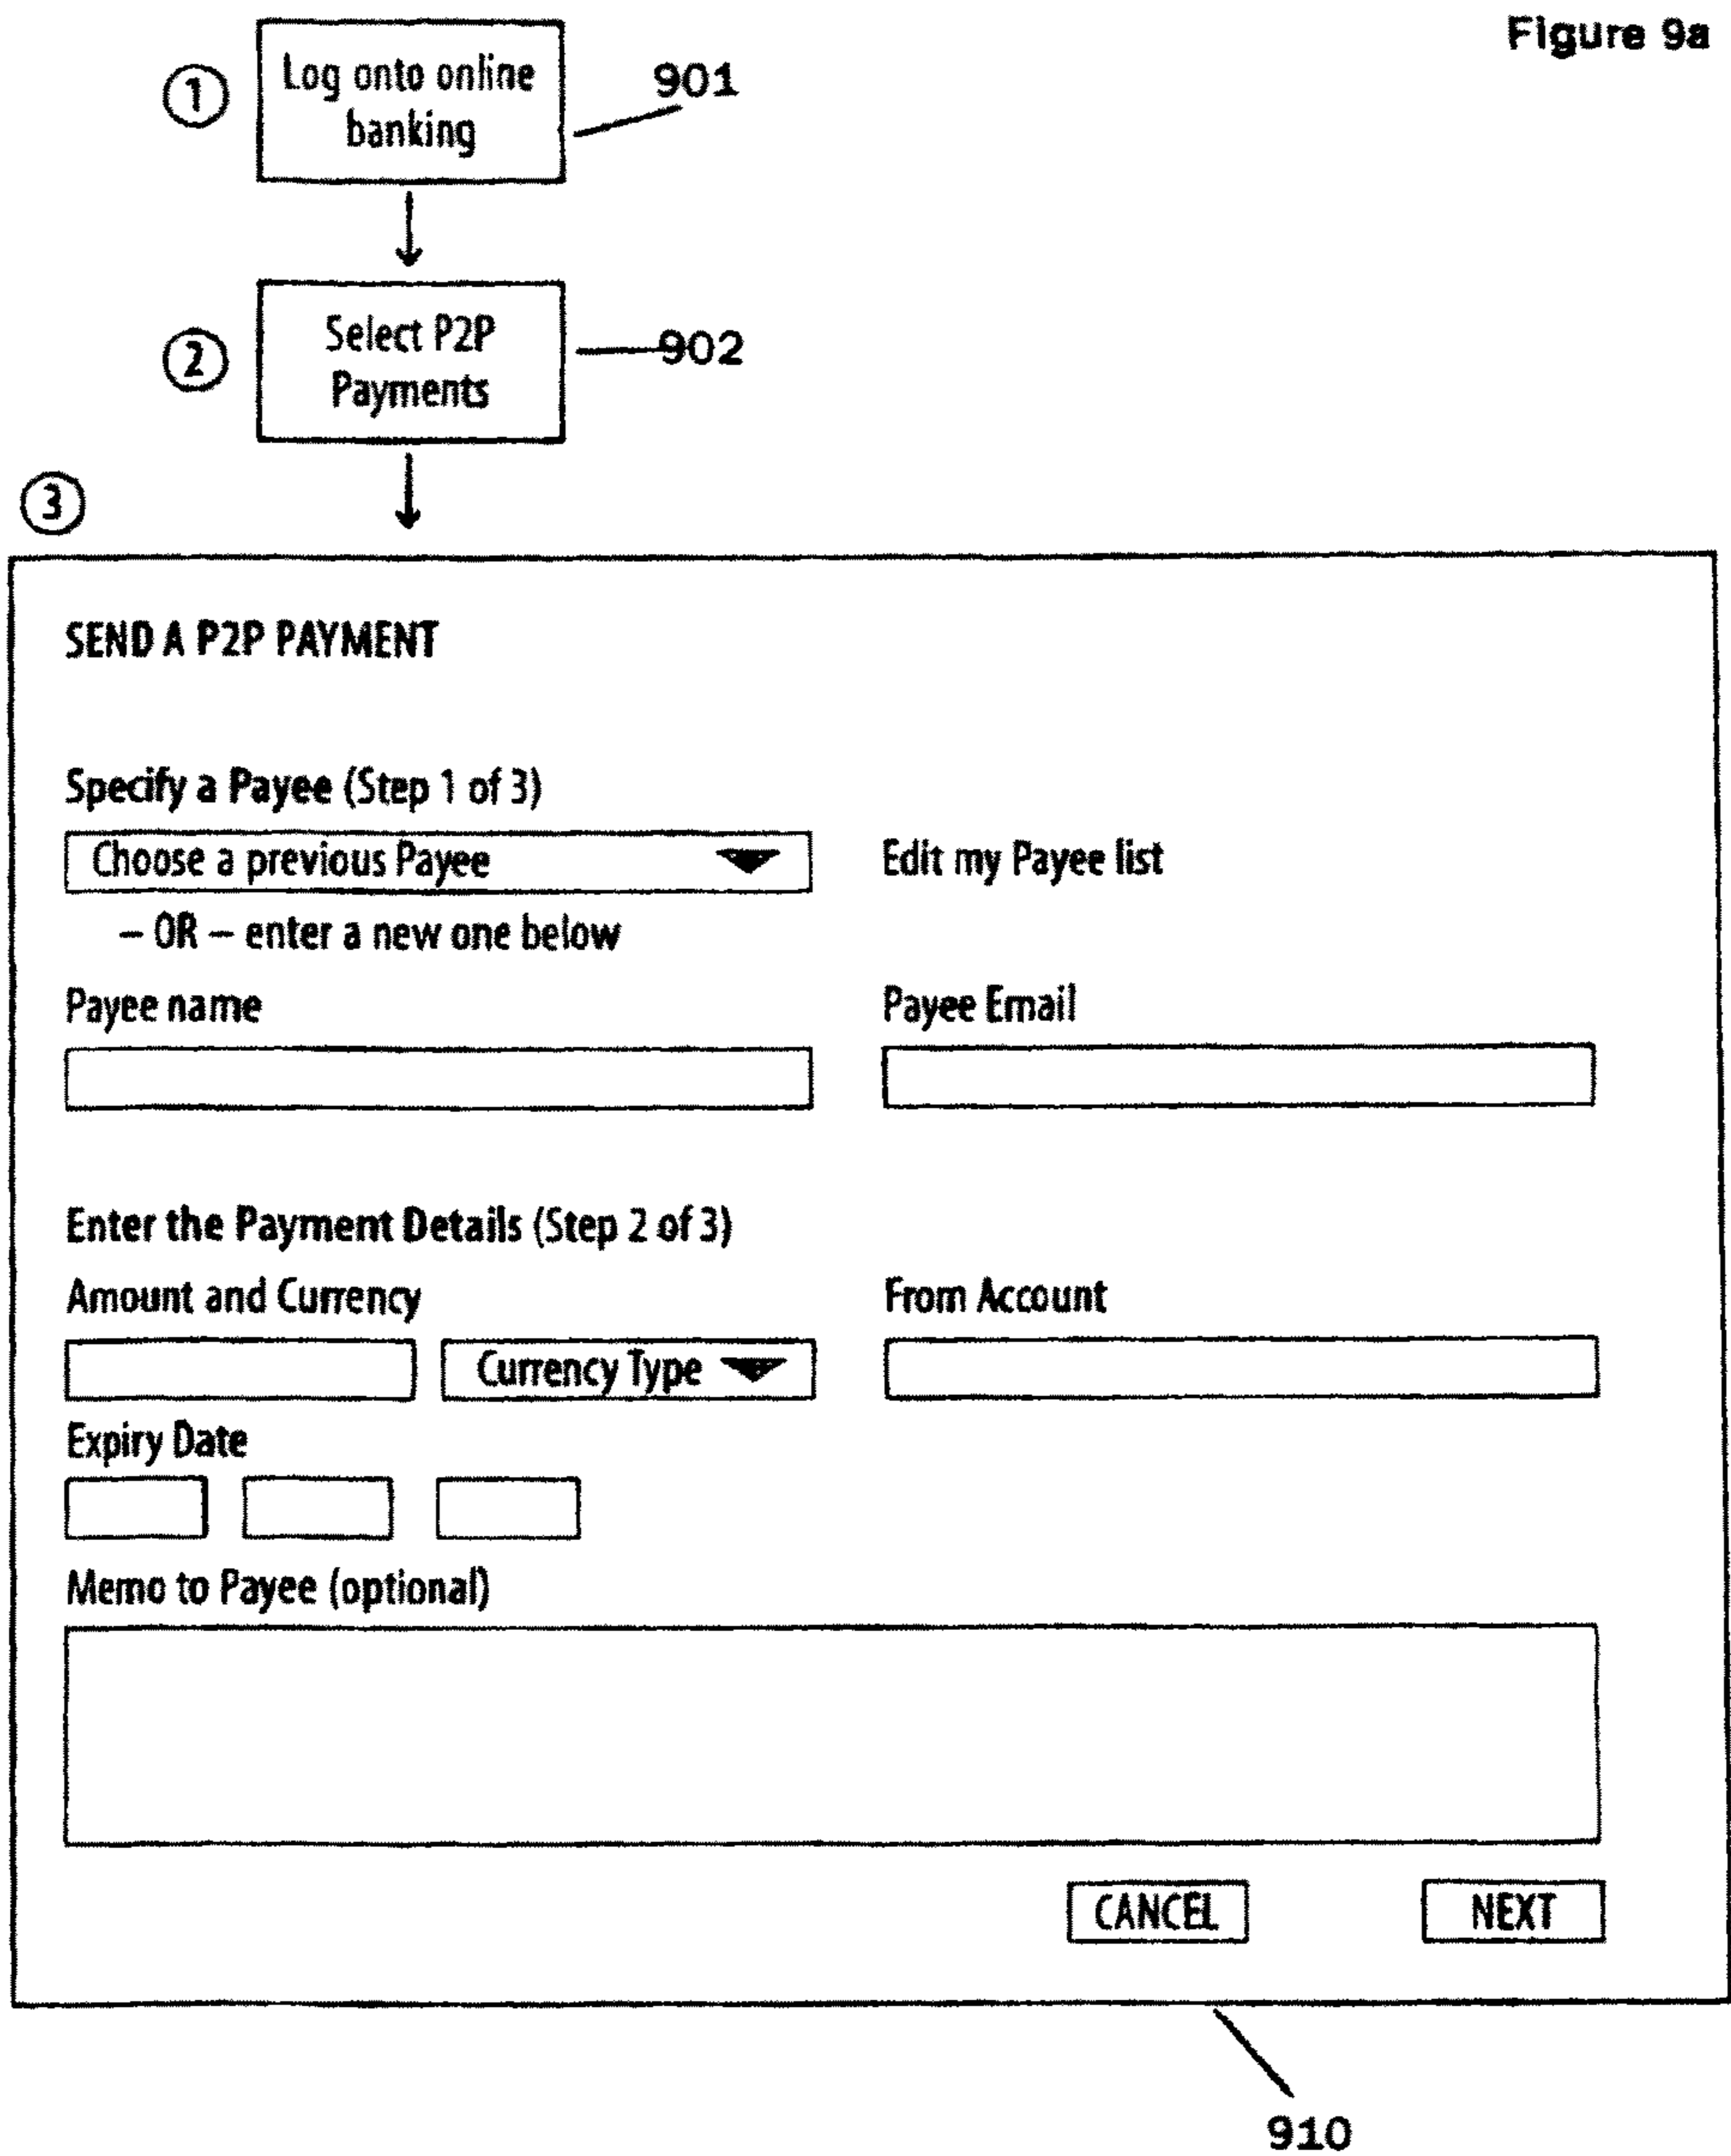 Figure 9a
① Log onto online
banking
901
② Select P2P
Payments
902
③
SEND A P2P PAYMENT
Specify a Payee (Step 1 of 3)
Choose a previous Payee
Edit my Payee list
– OR – enter a new one below
Payee name
Payee Email
Enter the Payment Details (Step 2 of 3)
Amount and Currency
From Account
Currency Type
Expiry Date
Memo to Payee (optional)
CANCEL
NEXT
910